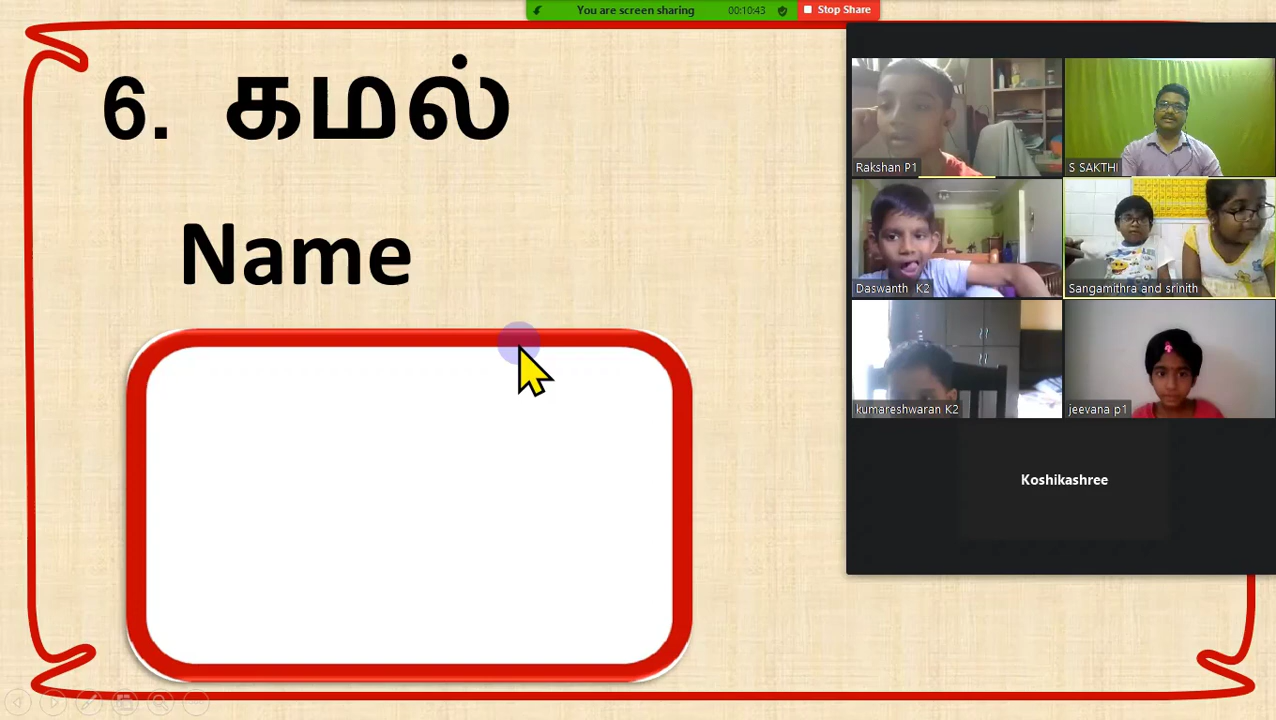 You are screen sharing 00:10:43 Stop Share
6. கமல்
Name
Rakshan P1
S SAKTHI
Daswanth K2
Sangamithra and srinith
kumareshwaran K2
jeevana p1
Koshikashree